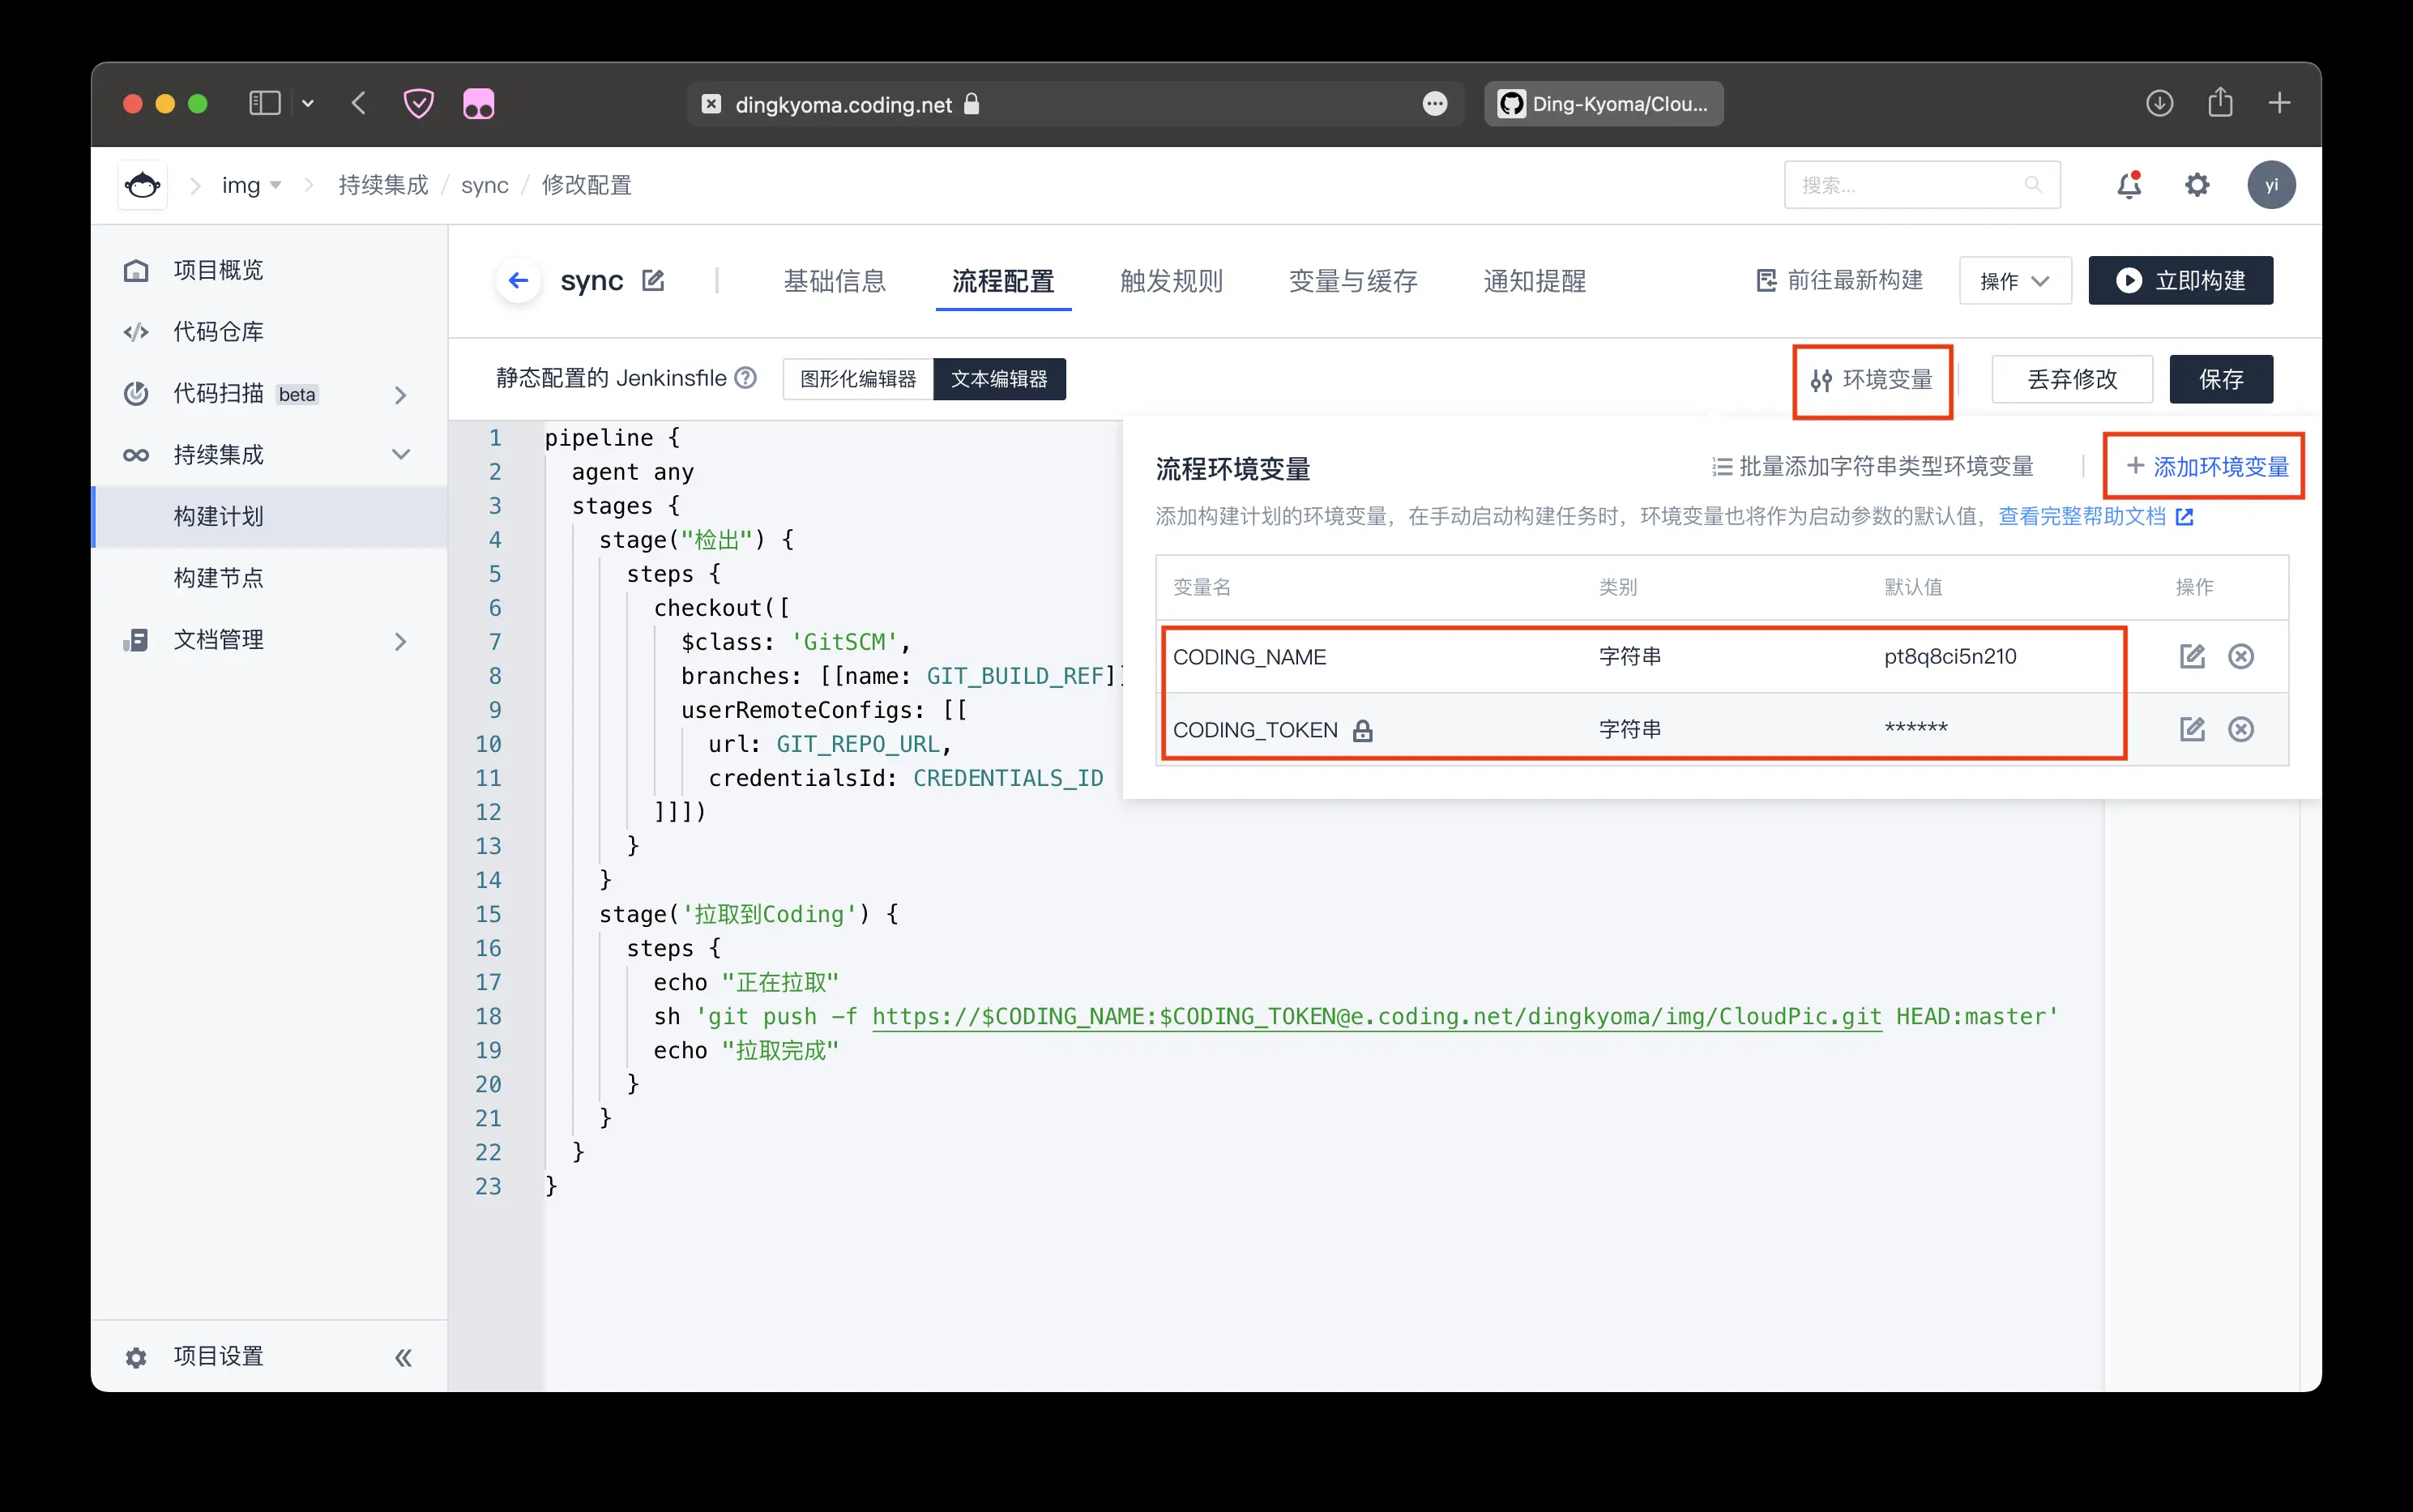 dingkyoma.coding.net
Ding-Kyoma/Clou...
img
持续集成 / sync / 修改配置
搜索...
yi
项目概览
代码仓库
代码扫描 beta
持续集成
构建计划
构建节点
文档管理
项目设置
sync
基础信息
流程配置
触发规则
变量与缓存
通知提醒
前往最新构建
操作
立即构建
静态配置的 Jenkinsfile
图形化编辑器
文本编辑器
环境变量
丢弃修改
保存
1 pipeline {
2 agent any
3 stages {
4 stage("检出") {
5 steps {
6 checkout([
7 $class: 'GitSCM',
8 branches: [[name: GIT_BUILD_REF]]
9 userRemoteConfigs: [[
10 url: GIT_REPO_URL,
11 credentialsId: CREDENTIALS_ID
12 ]]])
13 }
14 }
15 stage('拉取到Coding') {
16 steps {
17 echo "正在拉取"
18 sh 'git push -f https://$CODING_NAME:$CODING_TOKEN@e.coding.net/dingkyoma/img/CloudPic.git HEAD:master'
19 echo "拉取完成"
20 }
21 }
22 }
23 }
流程环境变量
批量添加字符串类型环境变量
+ 添加环境变量
添加构建计划的环境变量，在手动启动构建任务时，环境变量也将作为启动参数的默认值，查看完整帮助文档
变量名 类别 默认值 操作
CODING_NAME 字符串 pt8q8ci5n210
CODING_TOKEN 字符串 ******